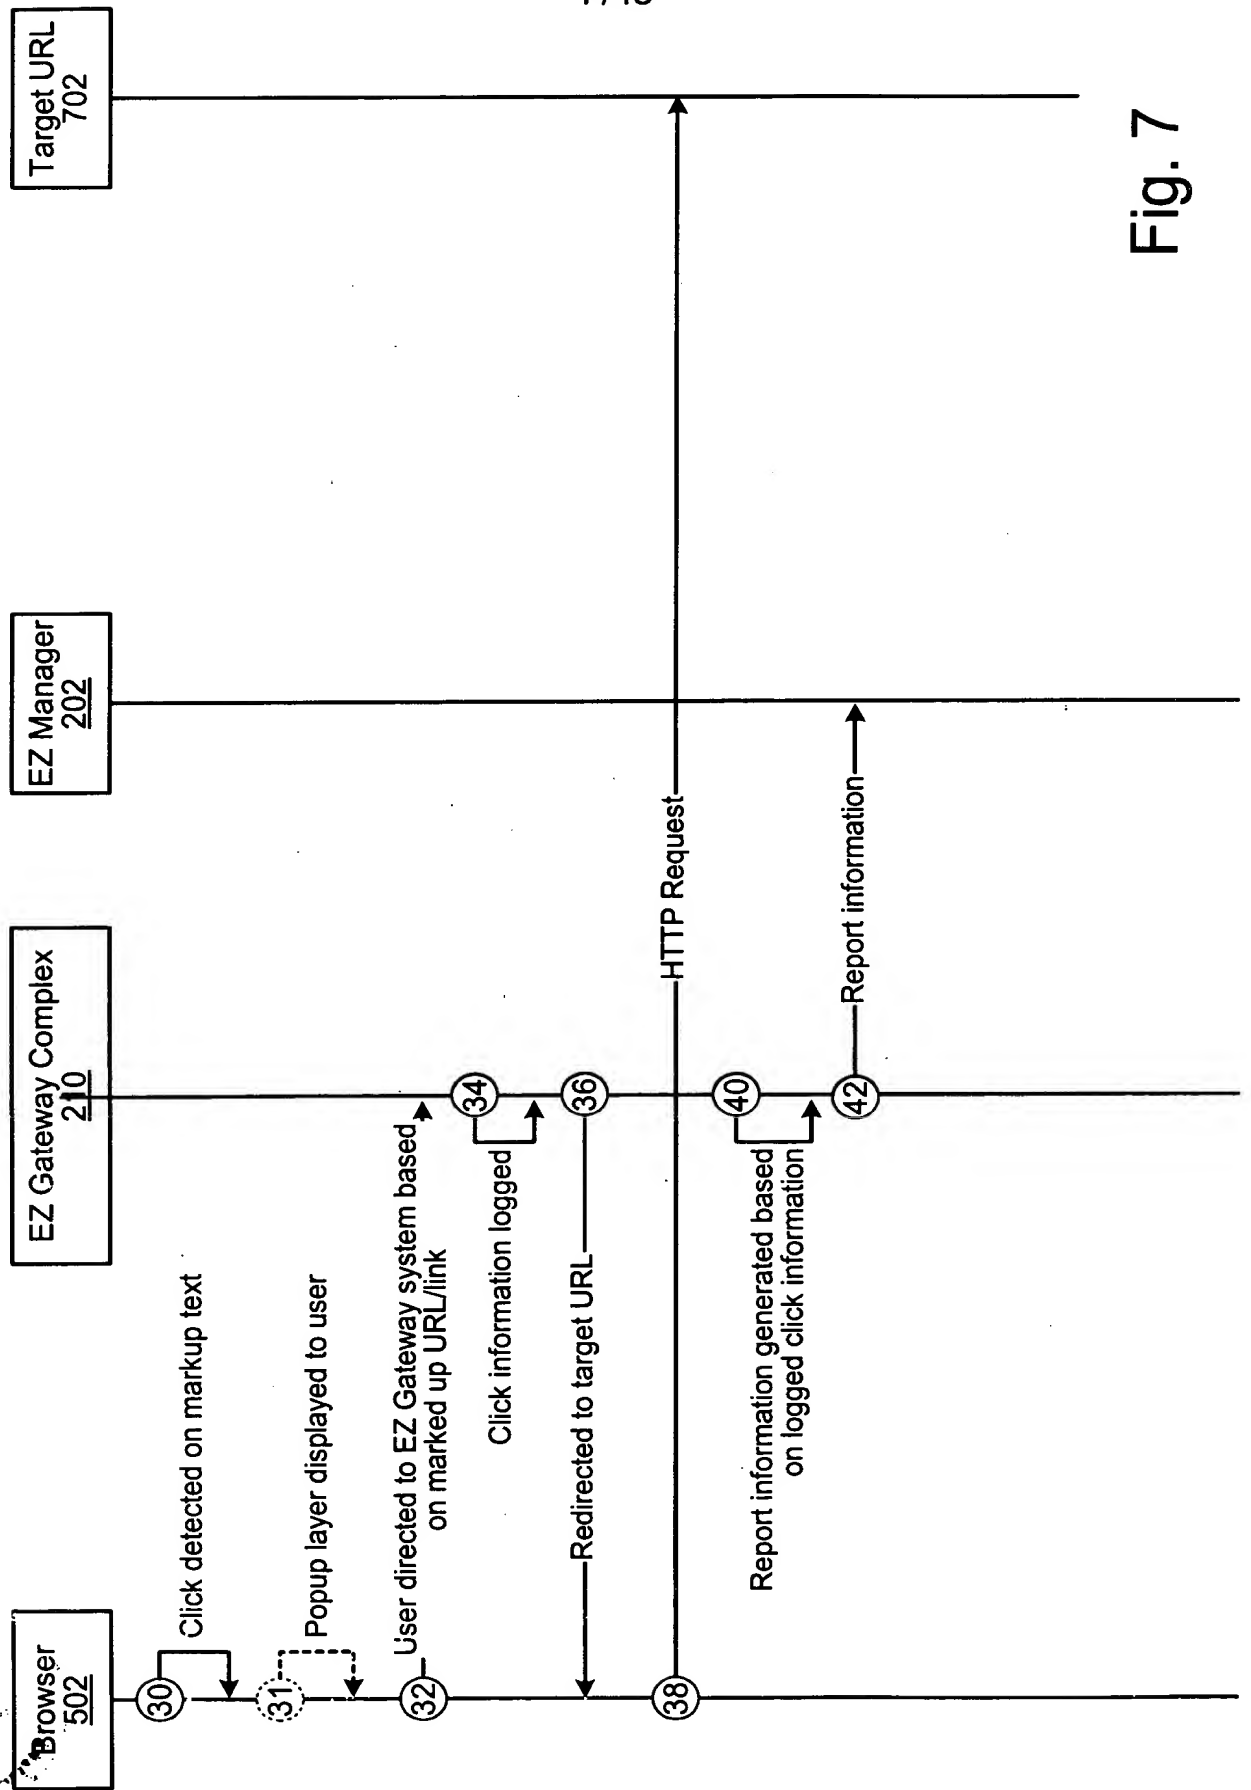 Browser
502
EZ Gateway Complex
210
EZ Manager
202
Target URL
702
30
Click detected on markup text
31
Popup layer displayed to user
32
User directed to EZ Gateway system based
on marked up URL/link
34
Click information logged
36
Redirected to target URL
38
HTTP Request
40
Report information generated based
on logged click information
42
Report information
Fig. 7